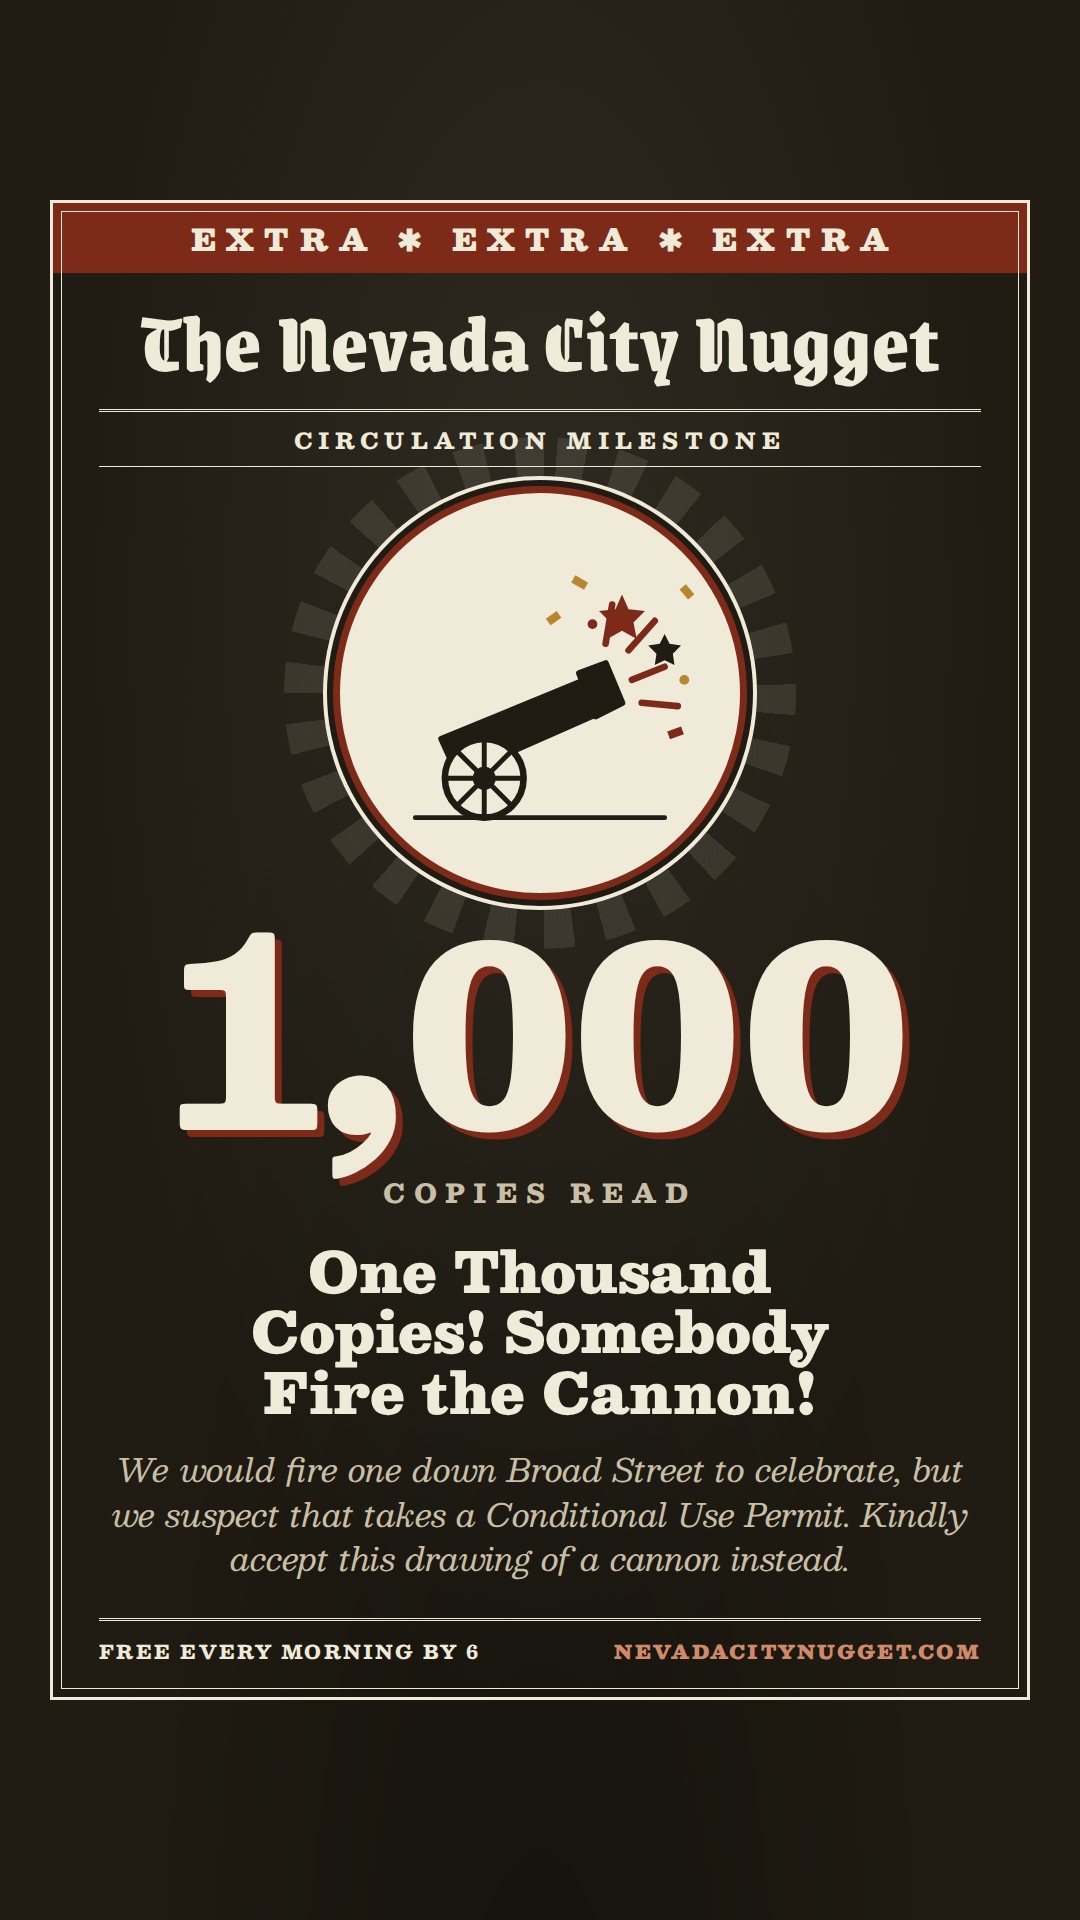 EXTRA ✱ EXTRA ✱ EXTRA
The Nevada City Nugget
CIRCULATION MILESTONE
1,000
COPIES READ
One Thousand
Copies! Somebody
Fire the Cannon!
We would fire one down Broad Street to celebrate, but
we suspect that takes a Conditional Use Permit. Kindly
accept this drawing of a cannon instead.
FREE EVERY MORNING BY 6
NEVADACITYNUGGET.COM